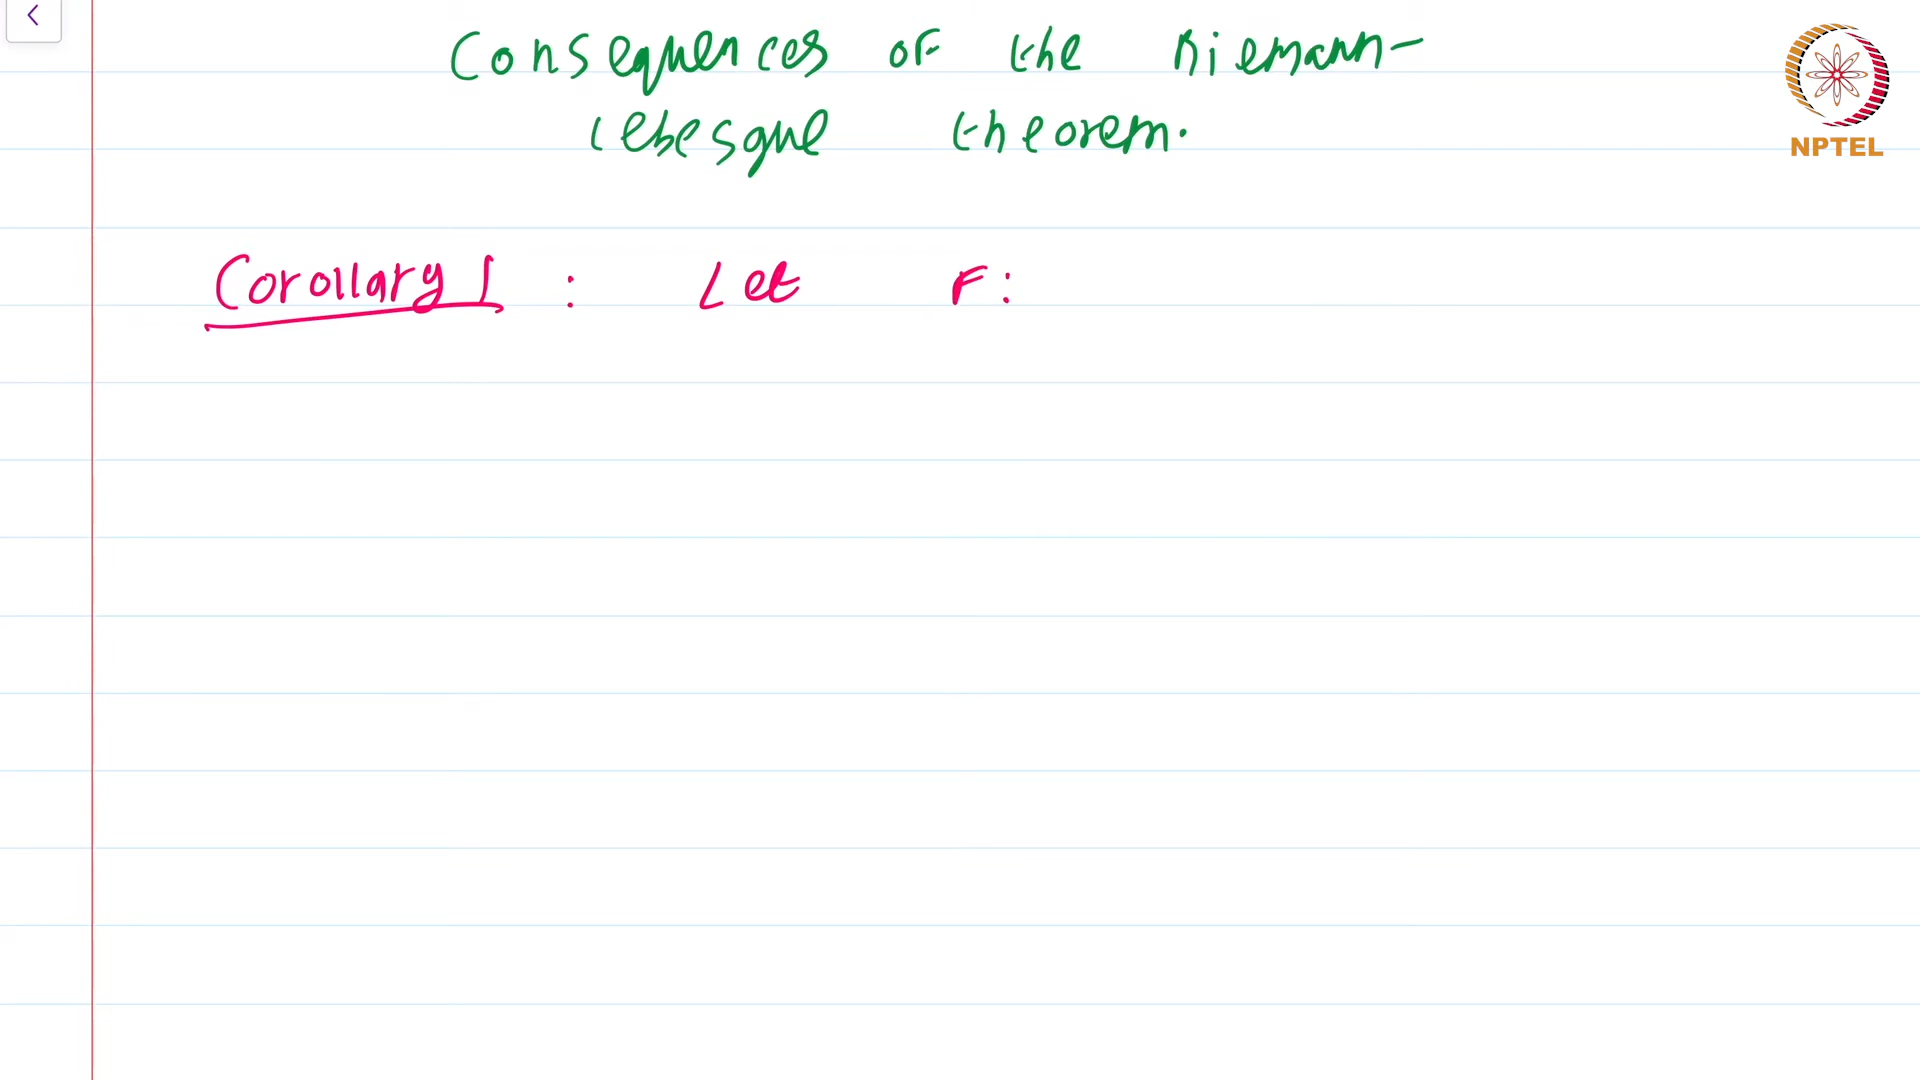 Consequences of the Riemann-
Lebesgue theorem.
NPTEL
Corollary 1 : Let F: